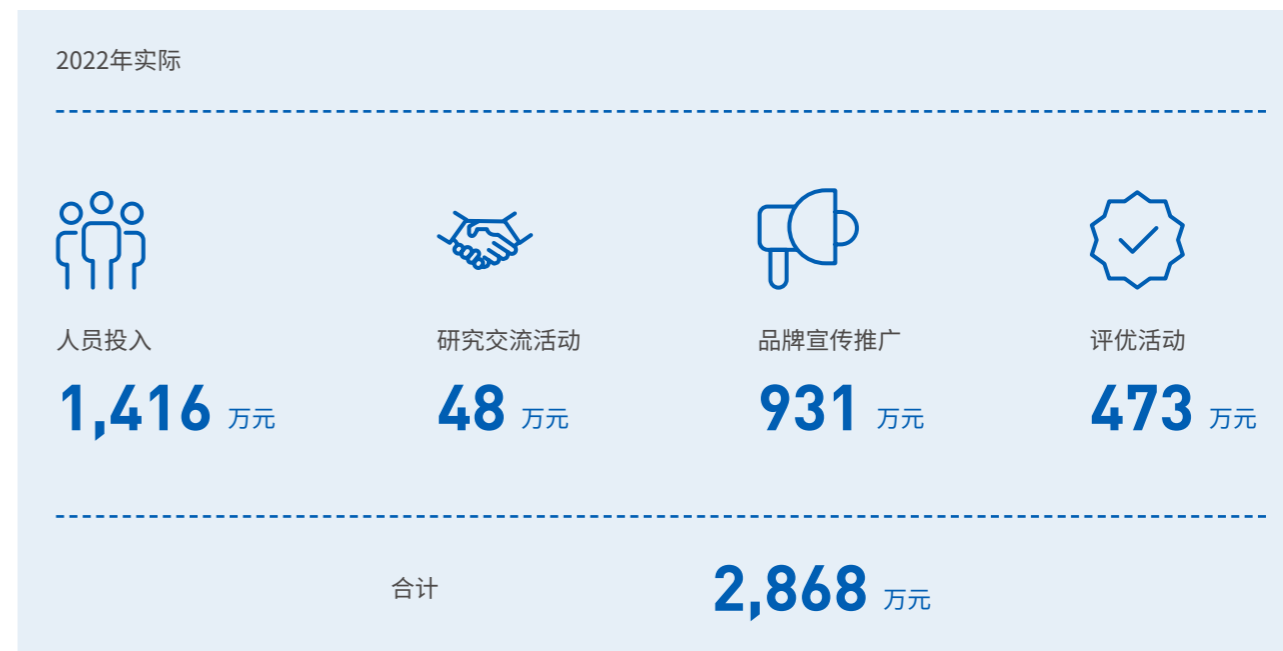 2022年实际
人员投入
1,416 万元
研究交流活动
48 万元
品牌宣传推广
931 万元
评优活动
473 万元
合计
2,868 万元